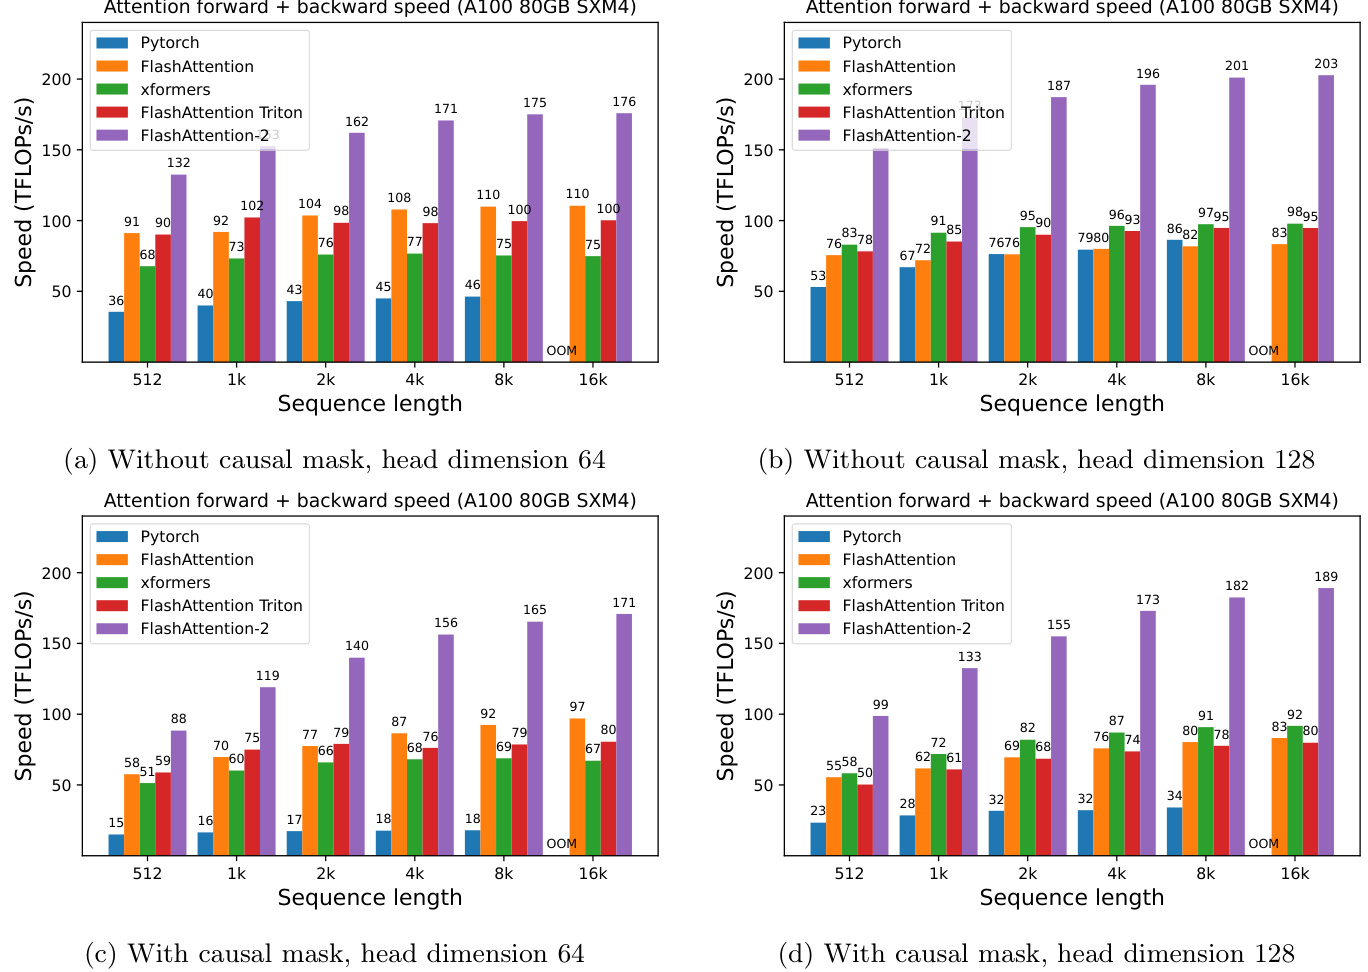 Attention forward + backward speed (A100 80GB SXM4)
Speed (TFLOPs/s)
200
150
100
50
Pytorch
FlashAttention
xformers
FlashAttention Triton
FlashAttention-2
36 91 68 90 132
40 92 73 102
43 104 76 98 162
45 108 77 98 171
46 110 75 100 175
OOM 110 75 100 176
512 1k 2k 4k 8k 16k
Sequence length
(a) Without causal mask, head dimension 64
Attention forward + backward speed (A100 80GB SXM4)
Speed (TFLOPs/s)
200
150
100
50
Pytorch
FlashAttention
xformers
FlashAttention Triton
FlashAttention-2
53 76 83 78
67 72 91 85 173
76 76 95 90 187
79 80 96 93 196
86 82 97 95 201
OOM 83 98 95 203
512 1k 2k 4k 8k 16k
Sequence length
(b) Without causal mask, head dimension 128
Attention forward + backward speed (A100 80GB SXM4)
Speed (TFLOPs/s)
200
150
100
50
Pytorch
FlashAttention
xformers
FlashAttention Triton
FlashAttention-2
15 58 51 59 88
16 70 60 75 119
17 77 66 79 140
18 87 68 76 156
18 92 69 79 165
OOM 97 67 80 171
512 1k 2k 4k 8k 16k
Sequence length
(c) With causal mask, head dimension 64
Attention forward + backward speed (A100 80GB SXM4)
Speed (TFLOPs/s)
200
150
100
50
Pytorch
FlashAttention
xformers
FlashAttention Triton
FlashAttention-2
23 55 58 50 99
28 62 72 61 133
32 69 82 68 155
32 76 87 74 173
34 80 91 78 182
OOM 83 92 80 189
512 1k 2k 4k 8k 16k
Sequence length
(d) With causal mask, head dimension 128